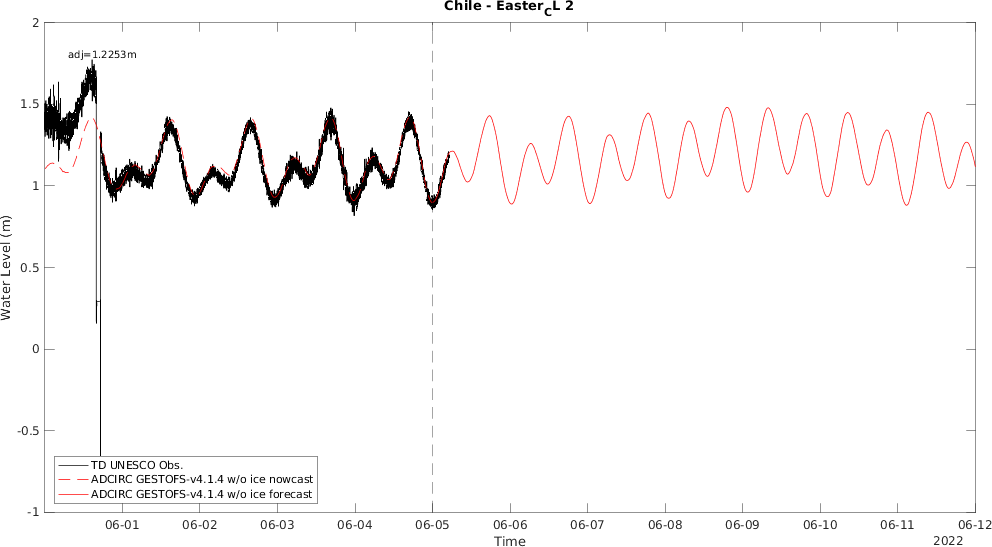 Chile - Easter_CL 2
adj=1.2253m
Water Level (m)
2
1.5
1
0.5
0
-0.5
-1
TD UNESCO Obs.
ADCIRC GESTOFS-v4.1.4 w/o ice nowcast
ADCIRC GESTOFS-v4.1.4 w/o ice forecast
06-01 06-02 06-03 06-04 06-05 06-06 06-07 06-08 06-09 06-10 06-11 06-12
Time
2022